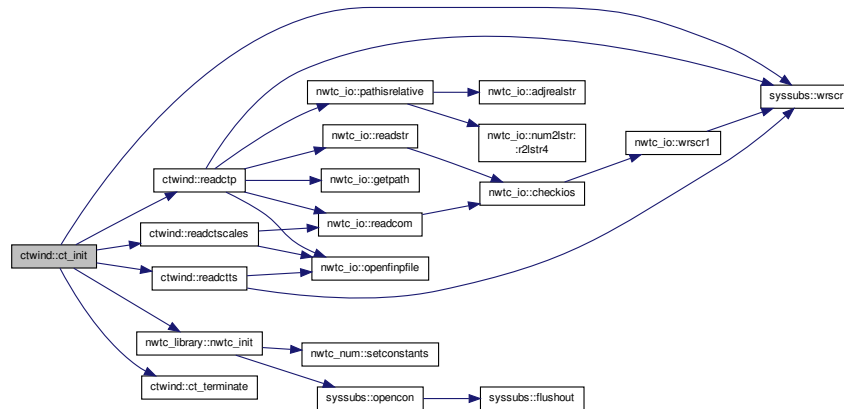 ctwind::ct_init
ctwind::readctp
ctwind::readctscales
ctwind::readctts
nwtc_library::nwtc_init
ctwind::ct_terminate
nwtc_io::pathisrelative
nwtc_io::readstr
nwtc_io::getpath
nwtc_io::readcom
nwtc_io::openfinpfile
nwtc_num::setconstants
syssubs::opencon
nwtc_io::adjrealstr
nwtc_io::num2lstr:
:r2lstr4
nwtc_io::checkios
syssubs::flushout
nwtc_io::wrscr1
syssubs::wrscr